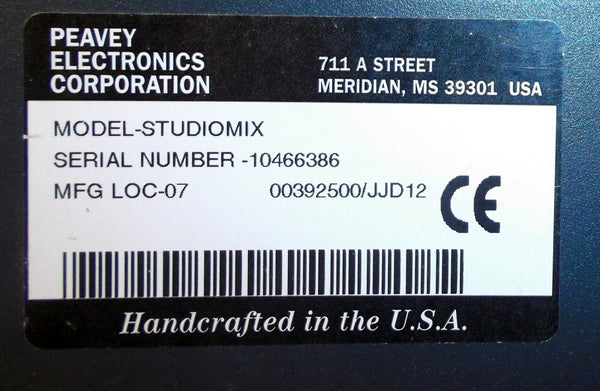 PEAVEY
ELECTRONICS
CORPORATION
711 A STREET
MERIDIAN, MS 39301 USA
MODEL-STUDIOMIX
SERIAL NUMBER -10466386
MFG LOC-07 00392500/JJD12
CE
Handcrafted in the U.S.A.